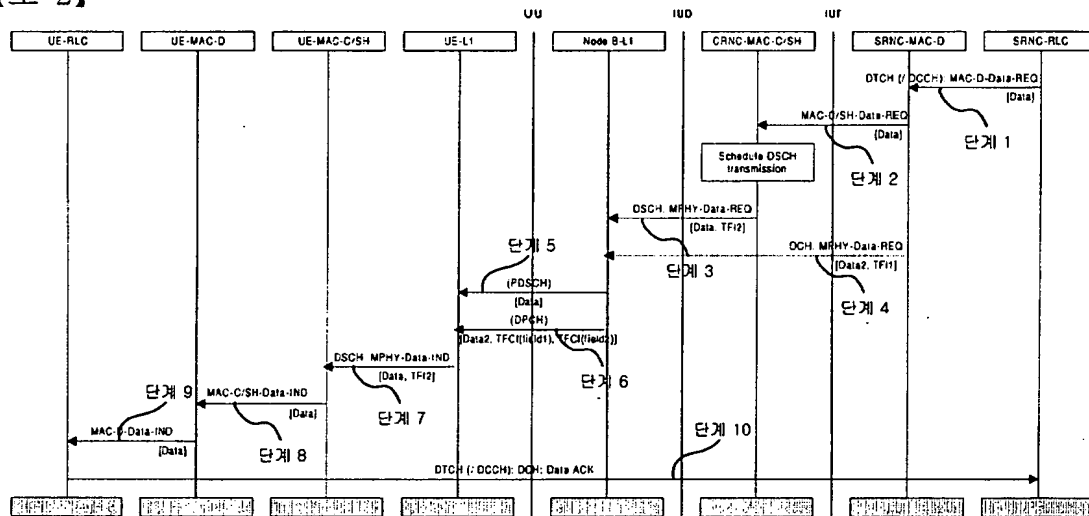 【도 2】
Uu Iub Iur
UE-RLC UE-MAC-D UE-MAC-C/SH UE-L1 Node B-L1 CRNC-MAC-C/SH SRNC-MAC-D SRNC-RLC
DTCH (/ DCCH): MAC-D-Data-REQ
[Data]
단계 1
MAC-C/SH-Data-REQ
[Data]
단계 2
Schedule DSCH
transmission
DSCH: MPHY-Data-REQ
[Data, TFI2]
단계 3
DCH: MPHY-Data-REQ
[Data2, TFI1]
단계 4
단계 5
(PDSCH)
[Data]
(DPCH)
[Data2, TFCI(field1), TFCI(field2)]
단계 6
DSCH: MPHY-Data-IND
[Data, TFI2]
단계 7
MAC-C/SH-Data-IND
[Data]
단계 8
단계 9
MAC-D-Data-IND
[Data]
단계 10
DTCH (/ DCCH): DCH: Data ACK